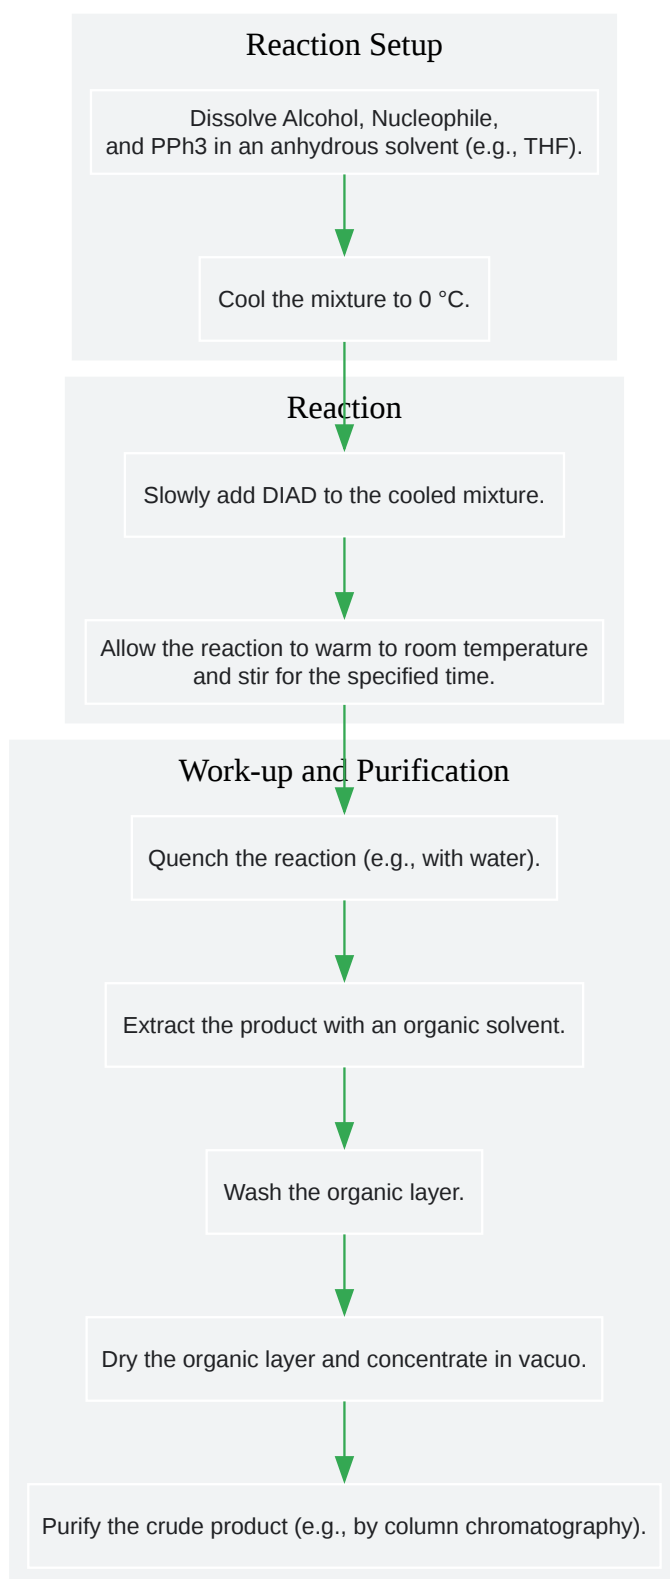 Reaction Setup
Dissolve Alcohol, Nucleophile,
and PPh3 in an anhydrous solvent (e.g., THF).
Cool the mixture to 0 °C.
Reaction
Slowly add DIAD to the cooled mixture.
Allow the reaction to warm to room temperature
and stir for the specified time.
Work-up and Purification
Quench the reaction (e.g., with water).
Extract the product with an organic solvent.
Wash the organic layer.
Dry the organic layer and concentrate in vacuo.
Purify the crude product (e.g., by column chromatography).